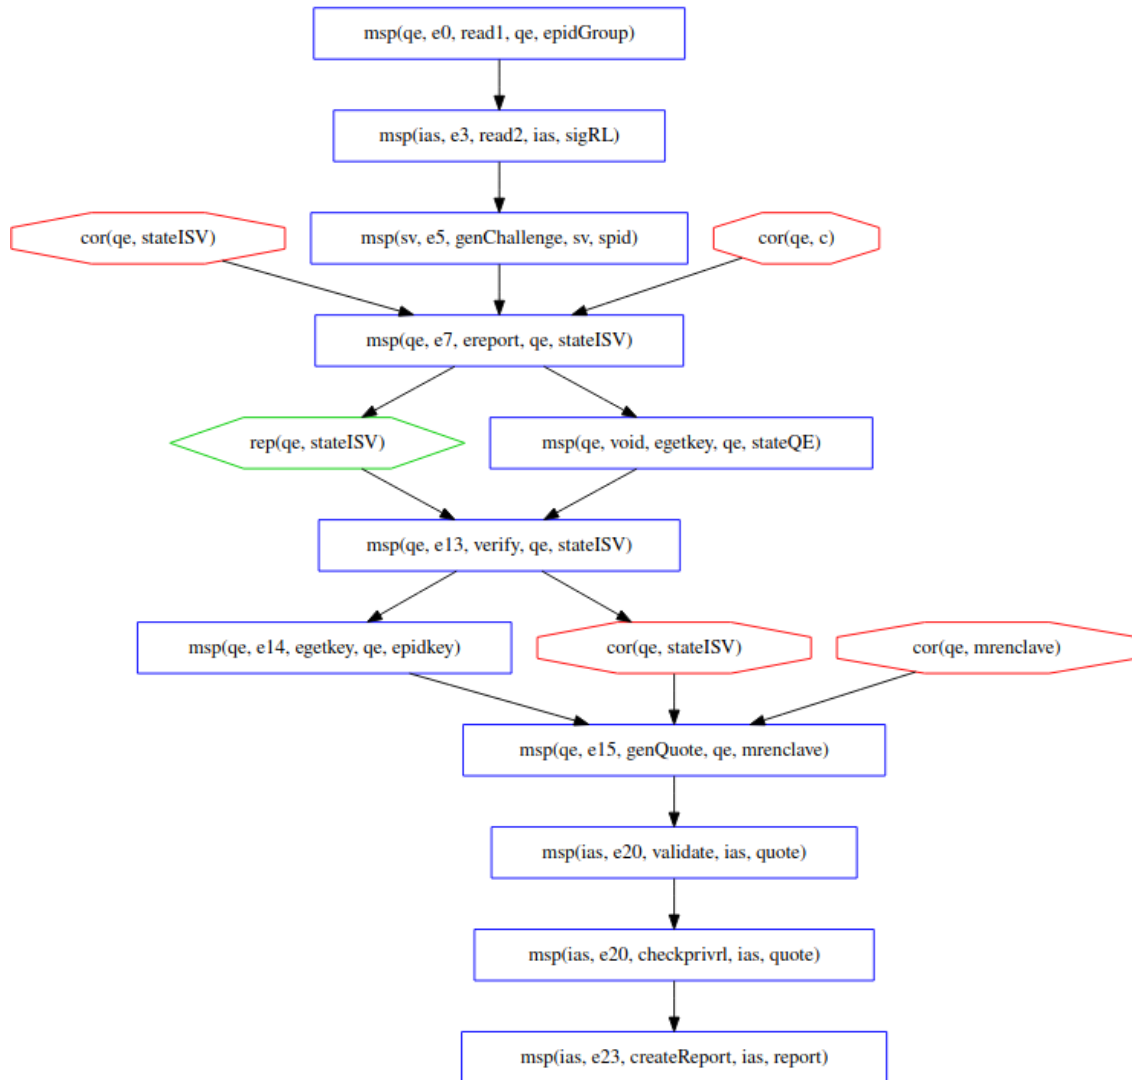 msp(qe, e0, read1, qe, epidGroup)
msp(ias, e3, read2, ias, sigRL)
cor(qe, stateISV)
msp(sv, e5, genChallenge, sv, spid)
cor(qe, c)
msp(qe, e7, ereport, qe, stateISV)
rep(qe, stateISV)
msp(qe, void, egetkey, qe, stateQE)
msp(qe, e13, verify, qe, stateISV)
msp(qe, e14, egetkey, qe, epidkey)
cor(qe, stateISV)
cor(qe, mrenclave)
msp(qe, e15, genQuote, qe, mrenclave)
msp(ias, e20, validate, ias, quote)
msp(ias, e20, checkprivrl, ias, quote)
msp(ias, e23, createReport, ias, report)